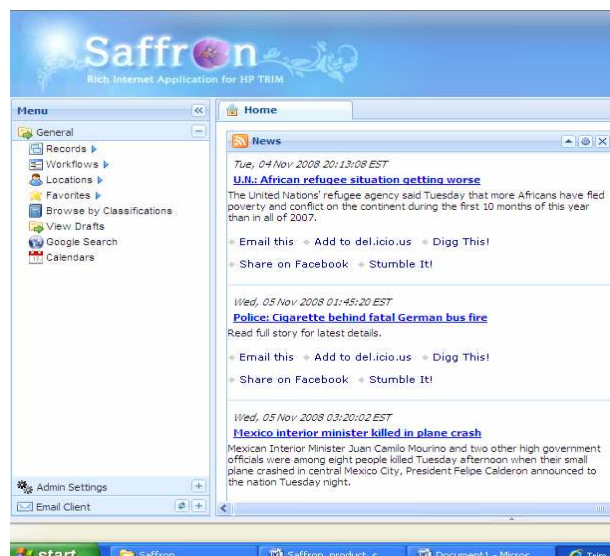 Saffron
Rich Internet Application for HP TRIM
Menu
General
Records
Workflows
Locations
Favorites
Browse by Classifications
View Drafts
Google Search
Calendars
Admin Settings
Email Client
Home
News
Tue, 04 Nov 2008 20:13:08 EST
U.N.: African refugee situation getting worse
The United Nations' refugee agency said Tuesday that more Africans have fled
poverty and conflict on the continent during the first 10 months of this year
than in all of 2007.
Email this Add to del.icio.us Digg This!
Share on Facebook Stumble It!
Wed, 05 Nov 2008 01:45:20 EST
Police: Cigarette behind fatal German bus fire
Read full story for latest details.
Email this Add to del.icio.us Digg This!
Share on Facebook Stumble It!
Wed, 05 Nov 2008 03:20:02 EST
Mexico interior minister killed in plane crash
Mexican Interior Minister Juan Camilo Mourino and two other high government
officials were among eight people killed Tuesday afternoon when their small
plane crashed in central Mexico City, President Felipe Calderon announced to
the nation Tuesday night.
start Saffron Saffron_product_s... Document1 - Micros... Trim